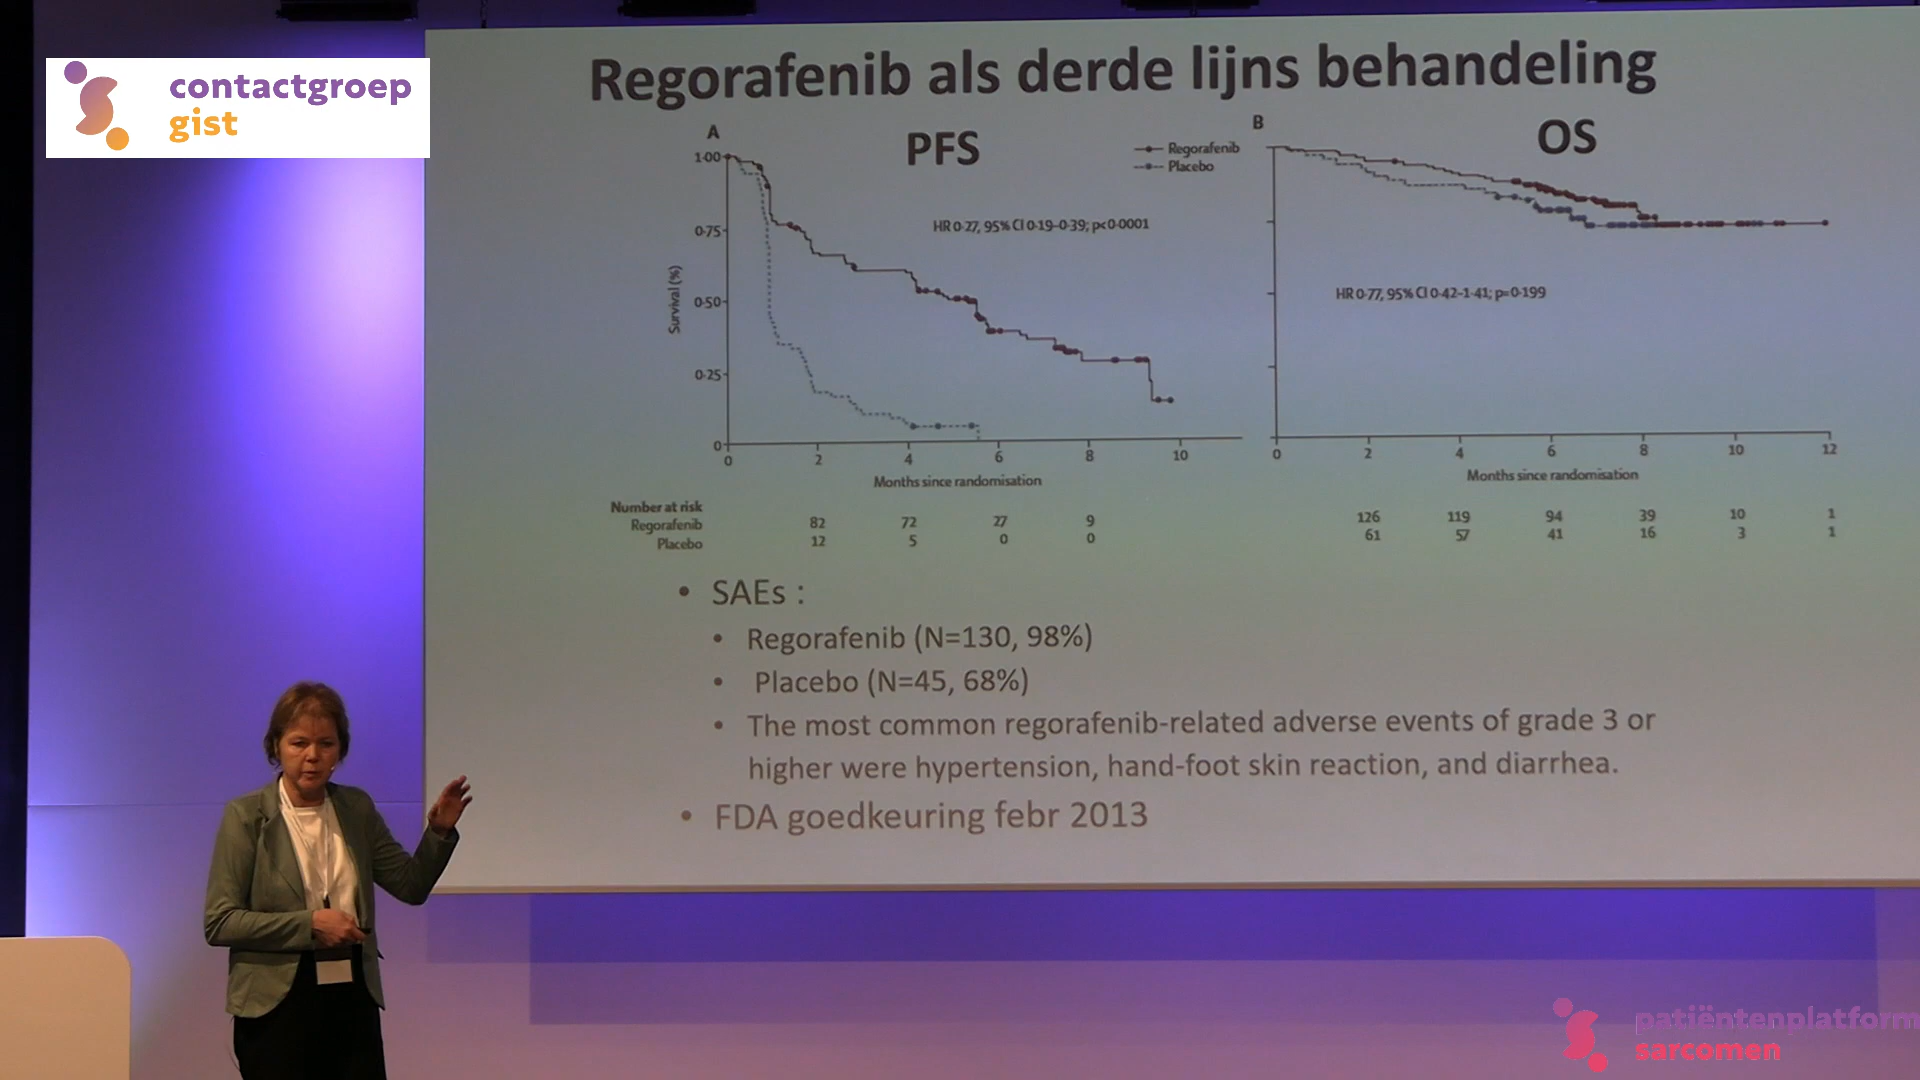 contactgroep
gist
Regorafenib als derde lijns behandeling
A
PFS
Regorafenib
Placebo
B
OS
1·00
0·75
0·50
0·25
0
Survival (%)
HR 0·27, 95% CI 0·19–0·39; p<0·0001
HR 0·77, 95% CI 0·42–1·41; p=0·199
0 2 4 6 8 10
Months since randomisation
0 2 4 6 8 10 12
Months since randomisation
Number at risk
Regorafenib 82 72 27 9
Placebo 12 5 0 0
126 119 94 39 10 1
61 57 41 16 3 1
• SAEs :
• Regorafenib (N=130, 98%)
• Placebo (N=45, 68%)
• The most common regorafenib-related adverse events of grade 3 or
higher were hypertension, hand-foot skin reaction, and diarrhea.
• FDA goedkeuring febr 2013
patiëntenplatform
sarcomen